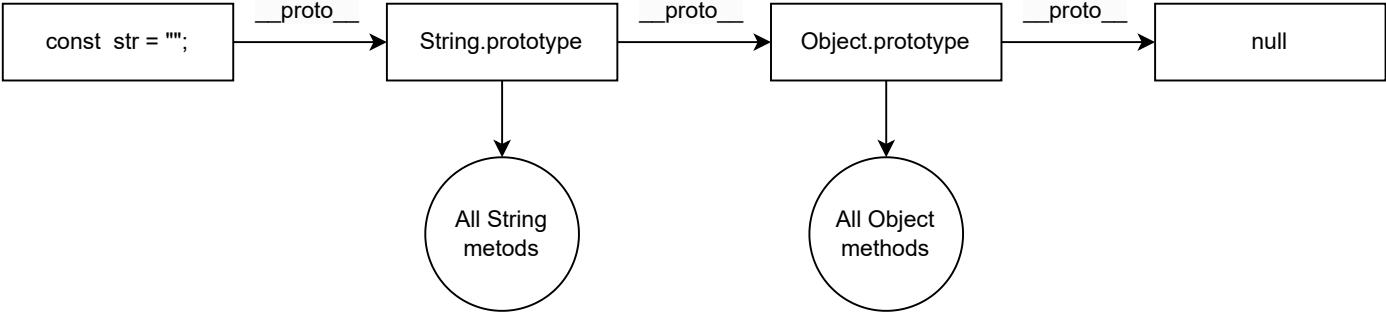 __proto__
__proto__
__proto__
const  str = "";
String.prototype
Object.prototype
null
All String
metods
All Object
methods